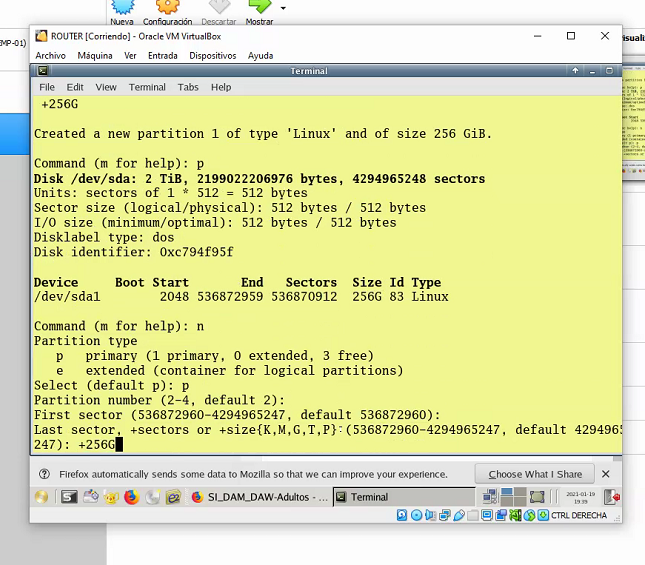 Nueva Configuración Descartar Mostrar
EMP-01)
ROUTER [Corriendo] - Oracle VM VirtualBox
Archivo Máquina Ver Entrada Dispositivos Ayuda
Terminal
File Edit View Terminal Tabs Help
+256G
Created a new partition 1 of type 'Linux' and of size 256 GiB.
Command (m for help): p
Disk /dev/sda: 2 TiB, 2199022206976 bytes, 4294965248 sectors
Units: sectors of 1 * 512 = 512 bytes
Sector size (logical/physical): 512 bytes / 512 bytes
I/O size (minimum/optimal): 512 bytes / 512 bytes
Disklabel type: dos
Disk identifier: 0xc794f95f
Device Boot Start End Sectors Size Id Type
/dev/sda1 2048 536872959 536870912 256G 83 Linux
Command (m for help): n
Partition type
p primary (1 primary, 0 extended, 3 free)
e extended (container for logical partitions)
Select (default p): p
Partition number (2-4, default 2):
First sector (536872960-4294965247, default 536872960):
Last sector, +sectors or +size{K,M,G,T,P} (536872960-4294965247, default 4294965
247): +256G
Firefox automatically sends some data to Mozilla so that we can improve your experience.
Choose What I Share
SI_DAM_DAW-Adultos - ...
Terminal
2021-01-19
19:39
CTRL DERECHA